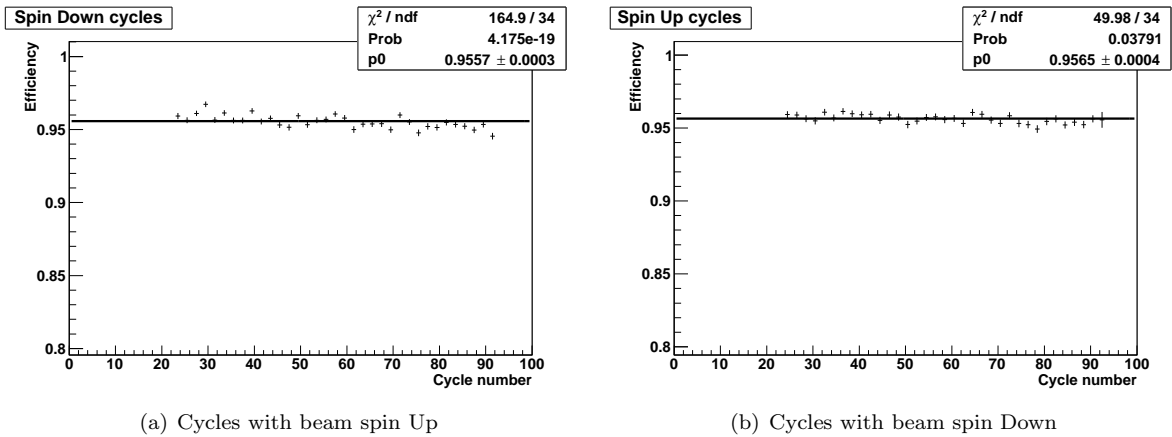 Spin Down cycles
χ² / ndf 164.9 / 34
Prob 4.175e-19
p0 0.9557 ± 0.0003
Efficiency
1
0.95
0.9
0.85
0.8
0 10 20 30 40 50 60 70 80 90 100
Cycle number
(a) Cycles with beam spin Up
Spin Up cycles
χ² / ndf 49.98 / 34
Prob 0.03791
p0 0.9565 ± 0.0004
Efficiency
1
0.95
0.9
0.85
0.8
0 10 20 30 40 50 60 70 80 90 100
Cycle number
(b) Cycles with beam spin Down